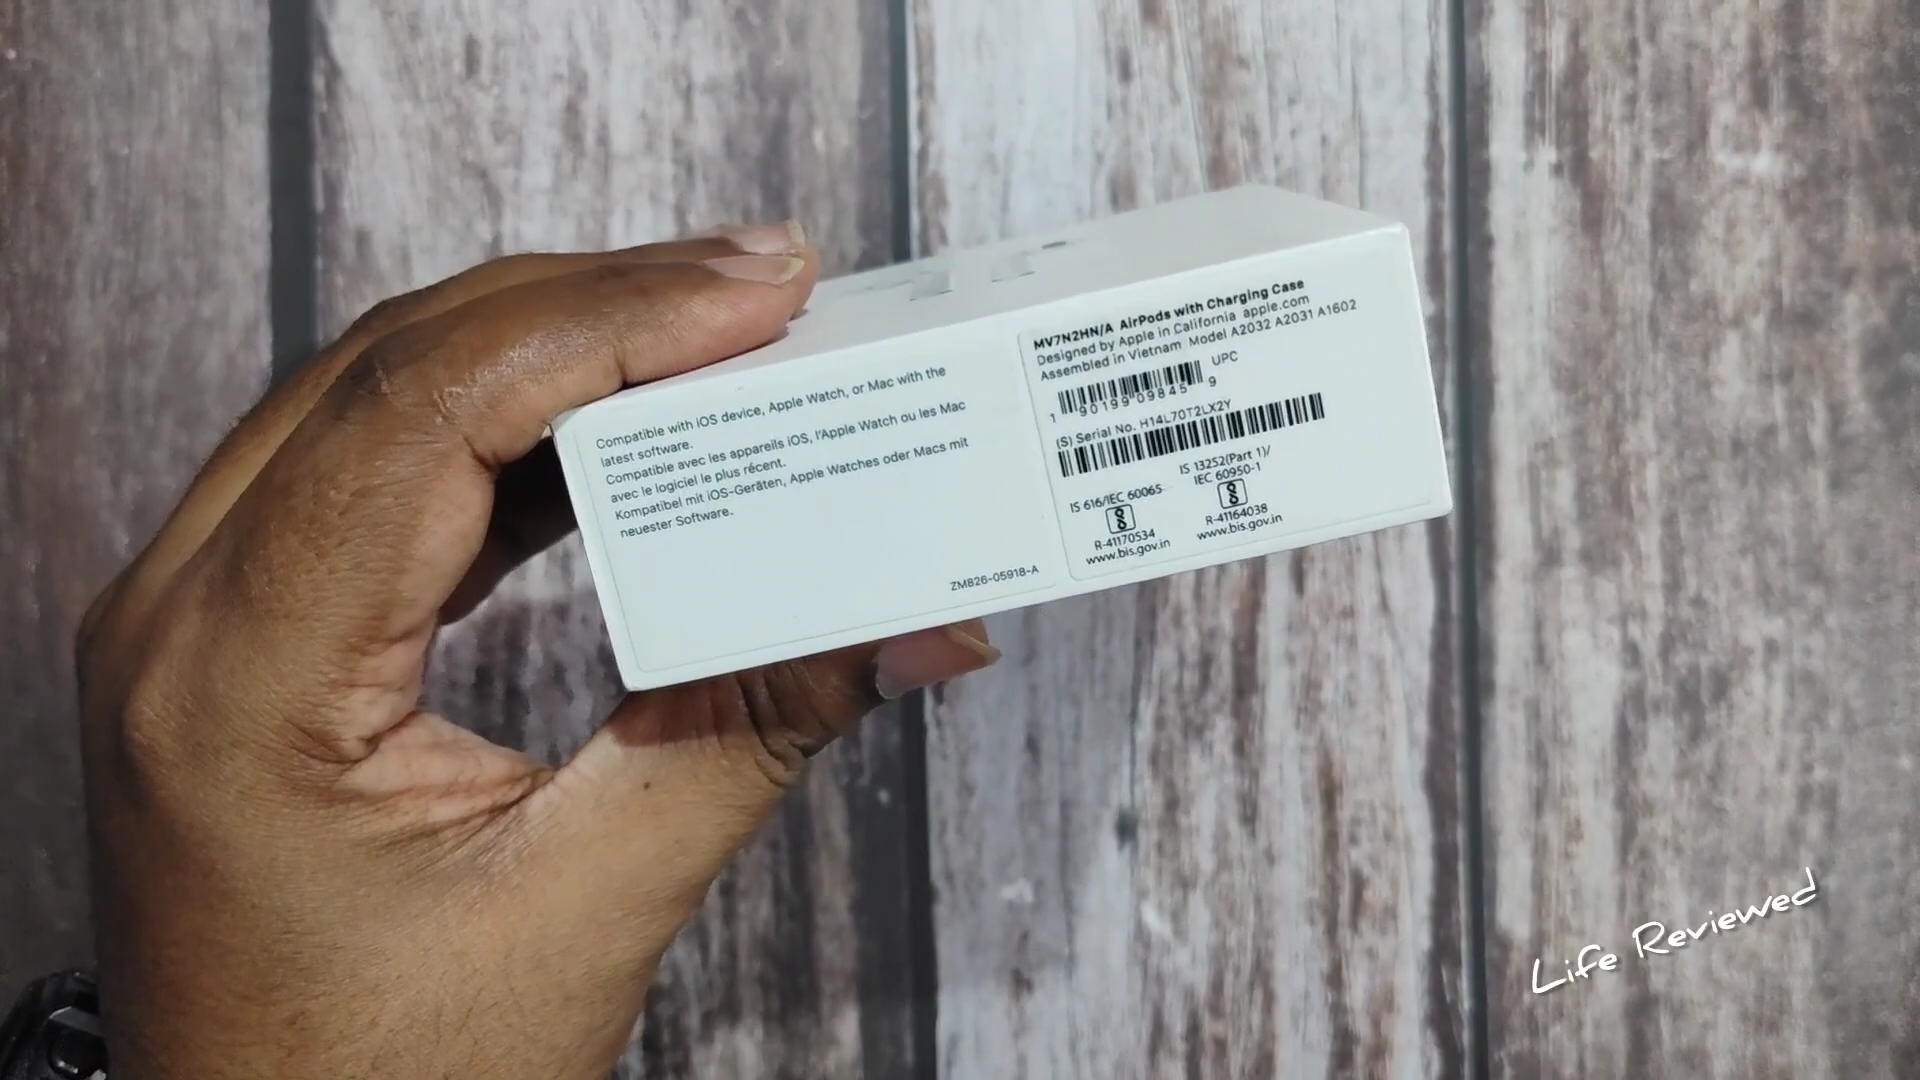 Compatible with iOS device, Apple Watch, or Mac with the
latest software.
Compatible avec les appareils iOS, l'Apple Watch ou les Mac
avec le logiciel le plus récent.
Kompatibel mit iOS-Geräten, Apple Watches oder Macs mit
neuester Software.
ZM826-05918-A
MV7N2HN/A AirPods with Charging Case
Designed by Apple in California apple.com
Assembled in Vietnam Model A2032 A2031 A1602
UPC
1 90199 09845 9
(S) Serial No. H14L70T2LX2Y
IS 616/IEC 60065
R-41170534
www.bis.gov.in
IS 13252(Part 1)/
IEC 60950-1
R-41164038
www.bis.gov.in
Life Reviewed